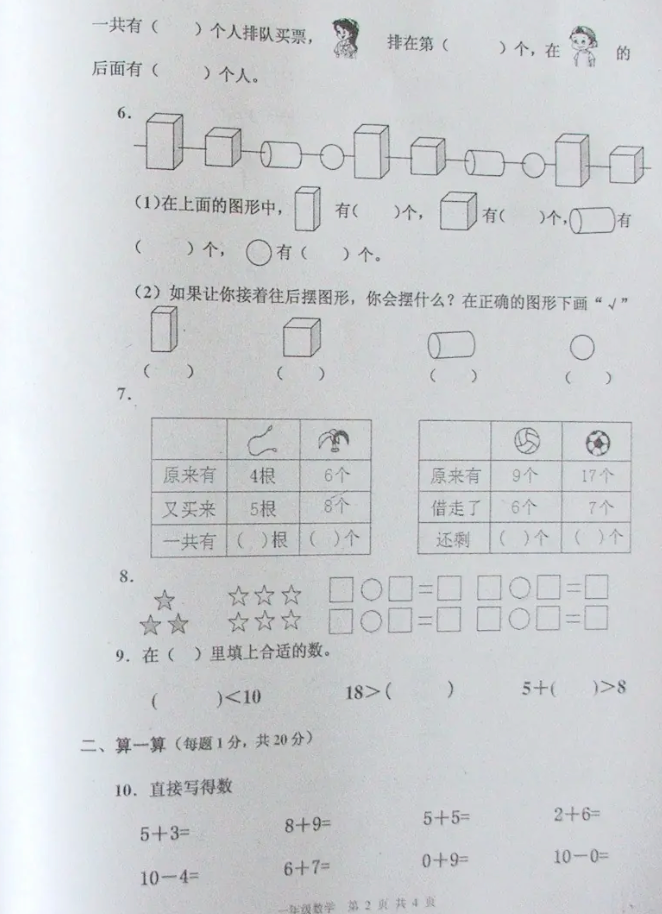 一共有（　　）个人排队买票，　　排在第（　　）个，在　　的
后面有（　　）个人。
6.
（1）在上面的图形中，　　有（　　）个，　　有（　　）个，　　有
（　　）个，　　有（　　）个。
（2）如果让你接着往后摆图形，你会摆什么？在正确的图形下画“√”
（　　）　　（　　）　　（　　）　　（　　）
7.
原来有　4根　6个　　原来有　9个　17个
又买来　5根　8个　　借走了　6个　7个
一共有　（　）根　（　）个　　还剩　（　）个　（　）个
8.
□○□=□　□○□=□
□○□=□　□○□=□
9. 在（　）里填上合适的数。
（　　）＜10　　18＞（　　）　　5＋（　　）＞8
二、算一算（每题1分，共20分）
10. 直接写得数
5＋3=　　8＋9=　　5＋5=　　2＋6=
10－4=　　6＋7=　　0＋9=　　10－0=
一年级数学　第 2 页 共 4 页